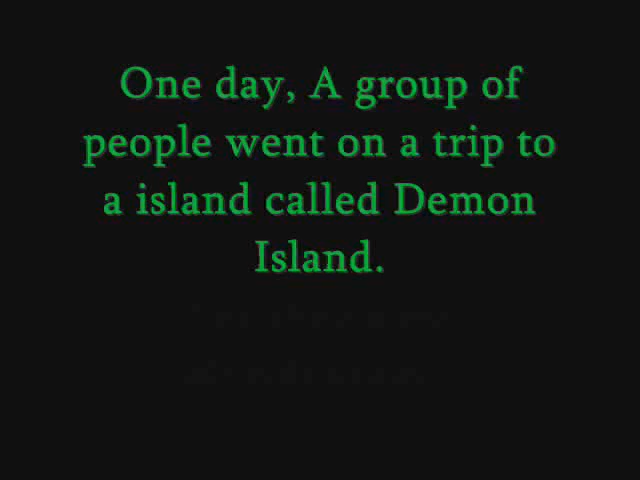 One day, A group of
people went on a trip to
a island called Demon
Island.